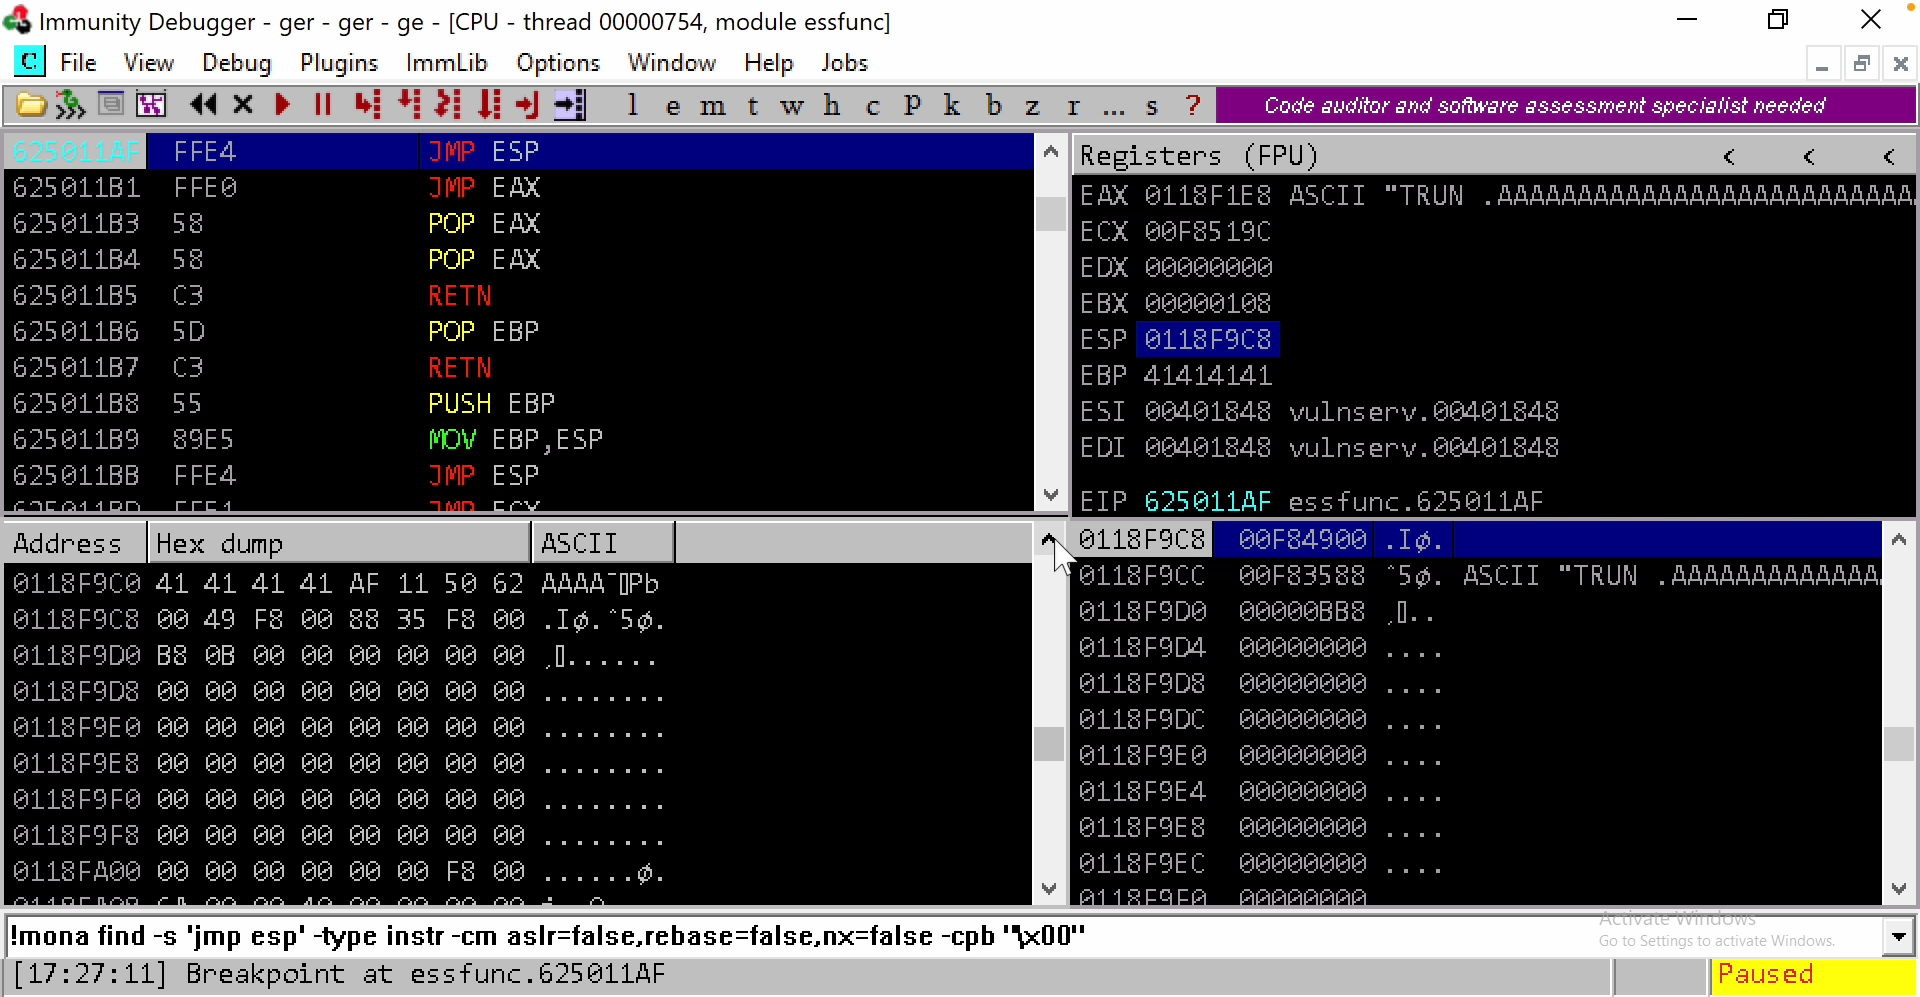 Immunity Debugger - ger - ger - ge - [CPU - thread 00000754, module essfunc]
C File View Debug Plugins ImmLib Options Window Help Jobs
l e m t w h c P k b z r ... s ? Code auditor and software assessment specialist needed
625011AF FFE4 JMP ESP
625011B1 FFE0 JMP EAX
625011B3 58 POP EAX
625011B4 58 POP EAX
625011B5 C3 RETN
625011B6 5D POP EBP
625011B7 C3 RETN
625011B8 55 PUSH EBP
625011B9 89E5 MOV EBP,ESP
625011BB FFE4 JMP ESP
Registers (FPU) < < <
EAX 0118F1E8 ASCII "TRUN .AAAAAAAAAAAAAAAAAAAAAAAAAA
ECX 00F8519C
EDX 00000000
EBX 00000108
ESP 0118F9C8
EBP 41414141
ESI 00401848 vulnserv.00401848
EDI 00401848 vulnserv.00401848
EIP 625011AF essfunc.625011AF
Address Hex dump ASCII
0118F9C0 41 41 41 41 AF 11 50 62 AAAA¯▯Pb
0118F9C8 00 49 F8 00 88 35 F8 00 .Iø.ˆ5ø.
0118F9D0 B8 0B 00 00 00 00 00 00 ¸▯......
0118F9D8 00 00 00 00 00 00 00 00 ........
0118F9E0 00 00 00 00 00 00 00 00 ........
0118F9E8 00 00 00 00 00 00 00 00 ........
0118F9F0 00 00 00 00 00 00 00 00 ........
0118F9F8 00 00 00 00 00 00 00 00 ........
0118FA00 00 00 00 00 00 00 F8 00 ......ø.
0118F9C8 00F84900 .Iø.
0118F9CC 00F83588 ˆ5ø. ASCII "TRUN .AAAAAAAAAAAAA
0118F9D0 00000BB8 ¸▯..
0118F9D4 00000000 ....
0118F9D8 00000000 ....
0118F9DC 00000000 ....
0118F9E0 00000000 ....
0118F9E4 00000000 ....
0118F9E8 00000000 ....
0118F9EC 00000000 ....
0118F9F0 00000000
Activate Windows
Go to Settings to activate Windows.
!mona find -s 'jmp esp' -type instr -cm aslr=false,rebase=false,nx=false -cpb "\x00"
[17:27:11] Breakpoint at essfunc.625011AF Paused